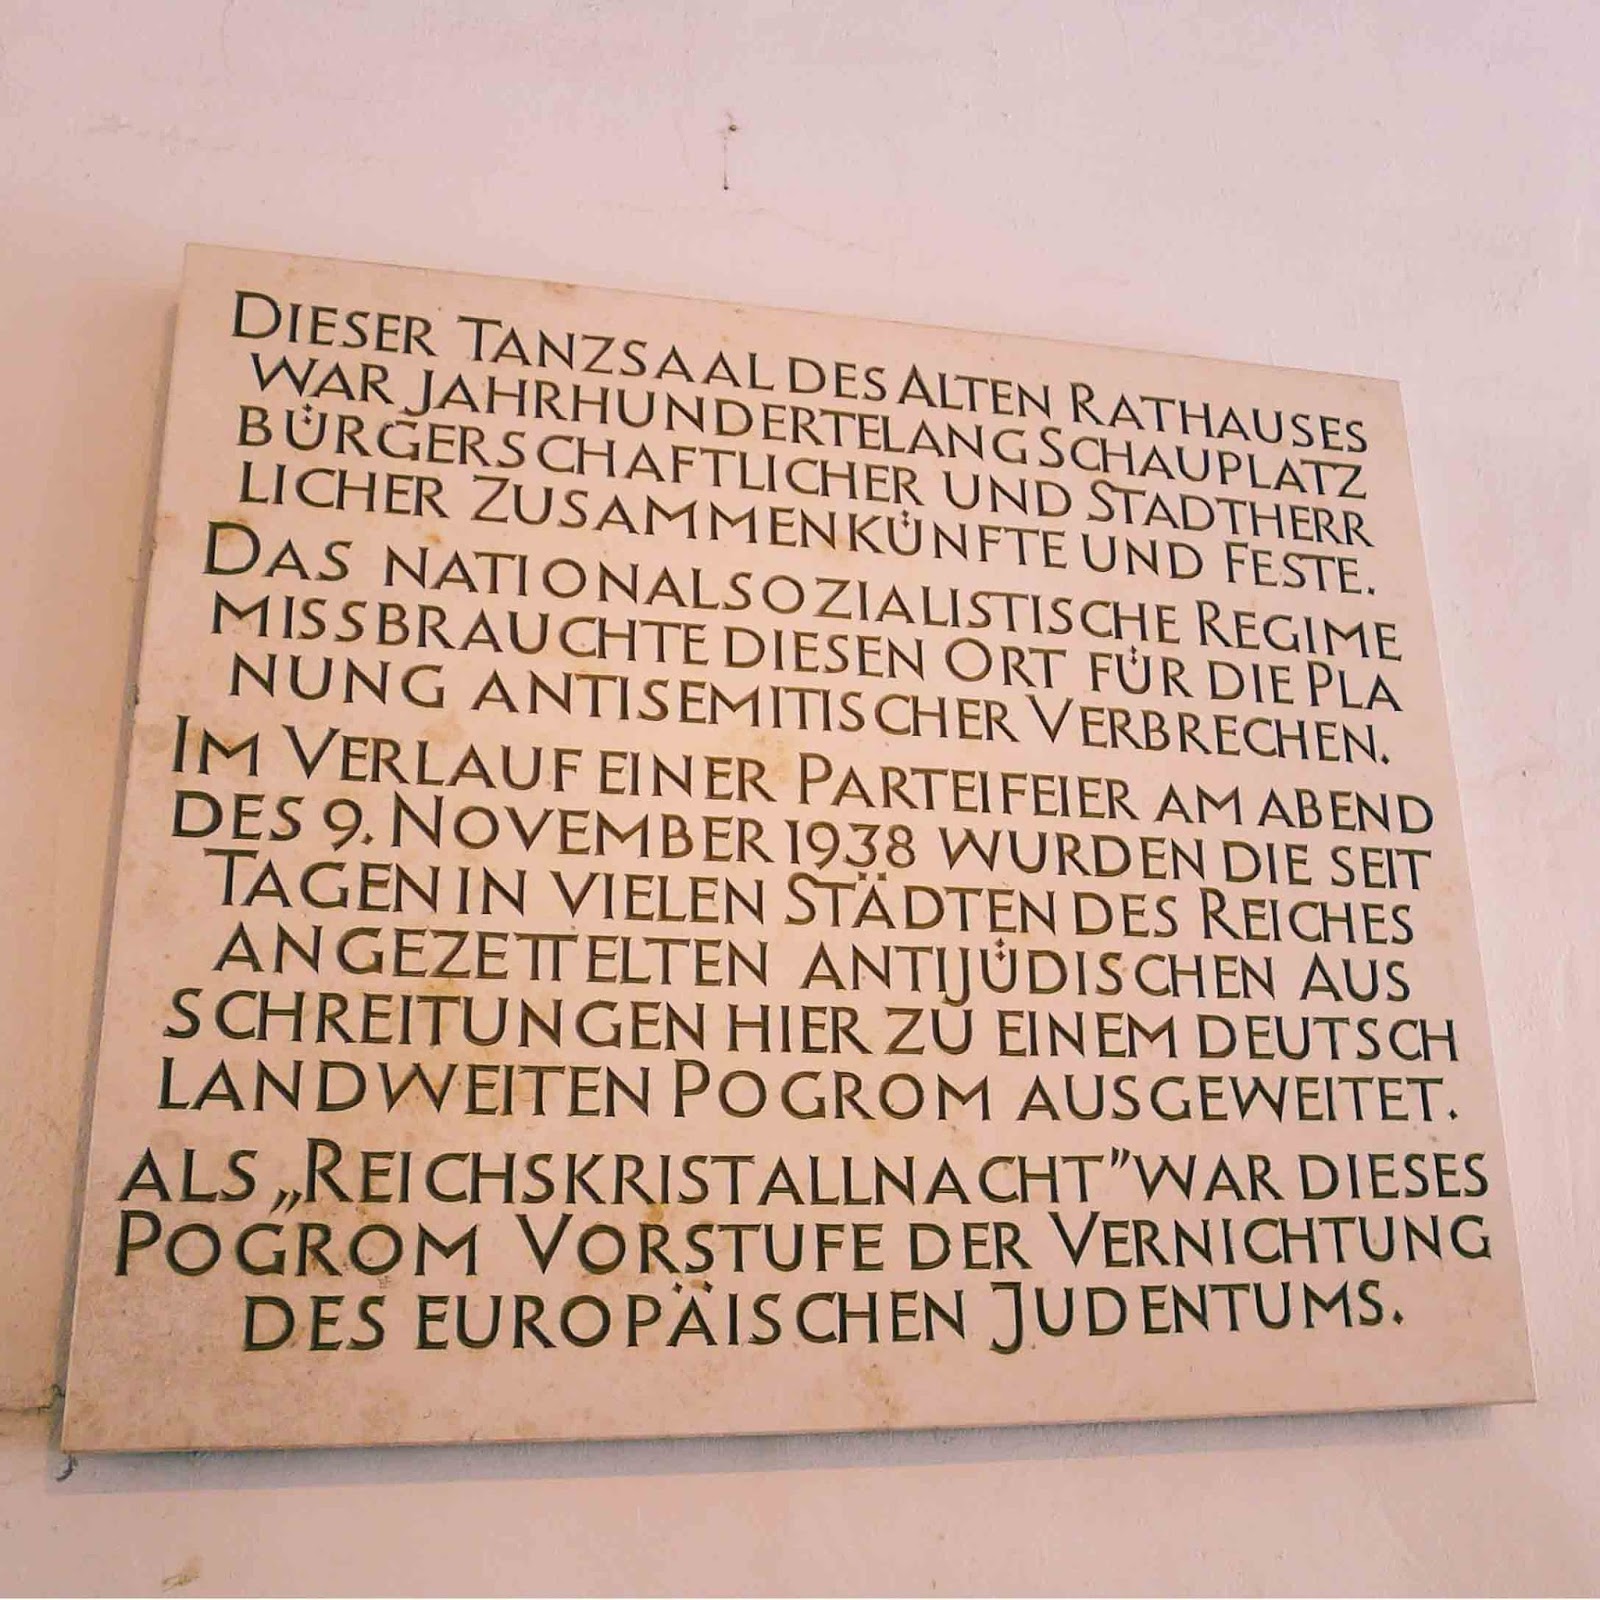 DIESER TANZSAAL DES ALTEN RATHAUSES
WAR JAHRHUNDERTELANG SCHAUPLATZ
BÜRGERSCHAFTLICHER UND STADTHERR
LICHER ZUSAMMENKÜNFTE UND FESTE.
DAS NATIONALSOZIALISTISCHE REGIME
MISSBRAUCHTE DIESEN ORT FÜR DIE PLA
NUNG ANTISEMITISCHER VERBRECHEN.
IM VERLAUF EINER PARTEIFEIER AM ABEND
DES 9. NOVEMBER 1938 WURDEN DIE SEIT
TAGEN IN VIELEN STÄDTEN DES REICHES
ANGEZETTELTEN ANTIJÜDISCHEN AUS
SCHREITUNGEN HIER ZU EINEM DEUTSCH
LANDWEITEN POGROM AUSGEWEITET.
ALS „REICHSKRISTALLNACHT” WAR DIESES
POGROM VORSTUFE DER VERNICHTUNG
DES EUROPÄISCHEN JUDENTUMS.